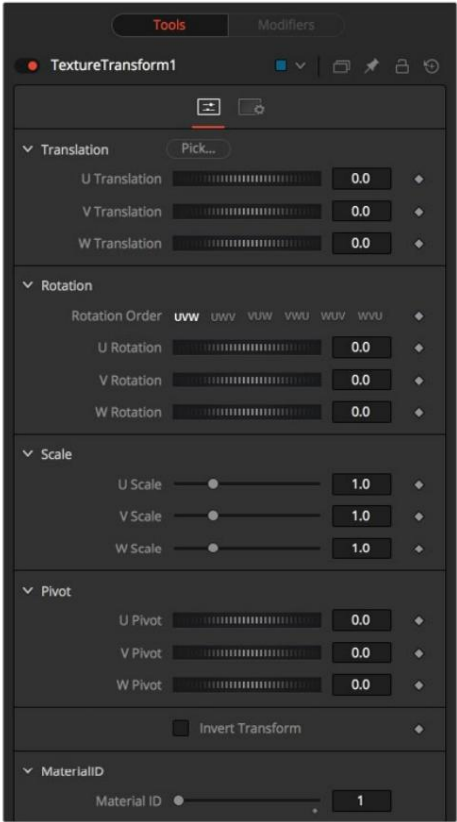 Tools Modifiers
TextureTransform1
Translation Pick...
U Translation 0.0
V Translation 0.0
W Translation 0.0
Rotation
Rotation Order UVW UWV VUW VWU WUV WVU
U Rotation 0.0
V Rotation 0.0
W Rotation 0.0
Scale
U Scale 1.0
V Scale 1.0
W Scale 1.0
Pivot
U Pivot 0.0
V Pivot 0.0
W Pivot 0.0
Invert Transform
MaterialID
Material ID 1